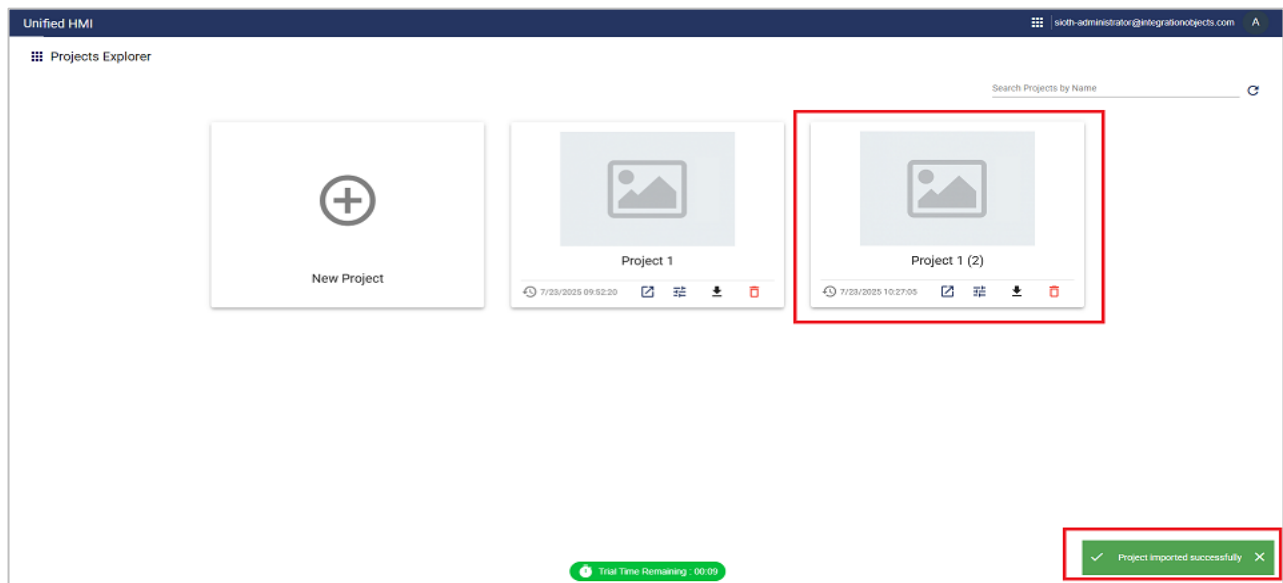 Unified HMI
sioth-administrator@integrationobjects.com A
Projects Explorer
Search Projects by Name
New Project
Project 1
7/23/2025 09:52:20
Project 1 (2)
7/23/2025 10:27:05
Trial Time Remaining : 00:09
Project imported successfully